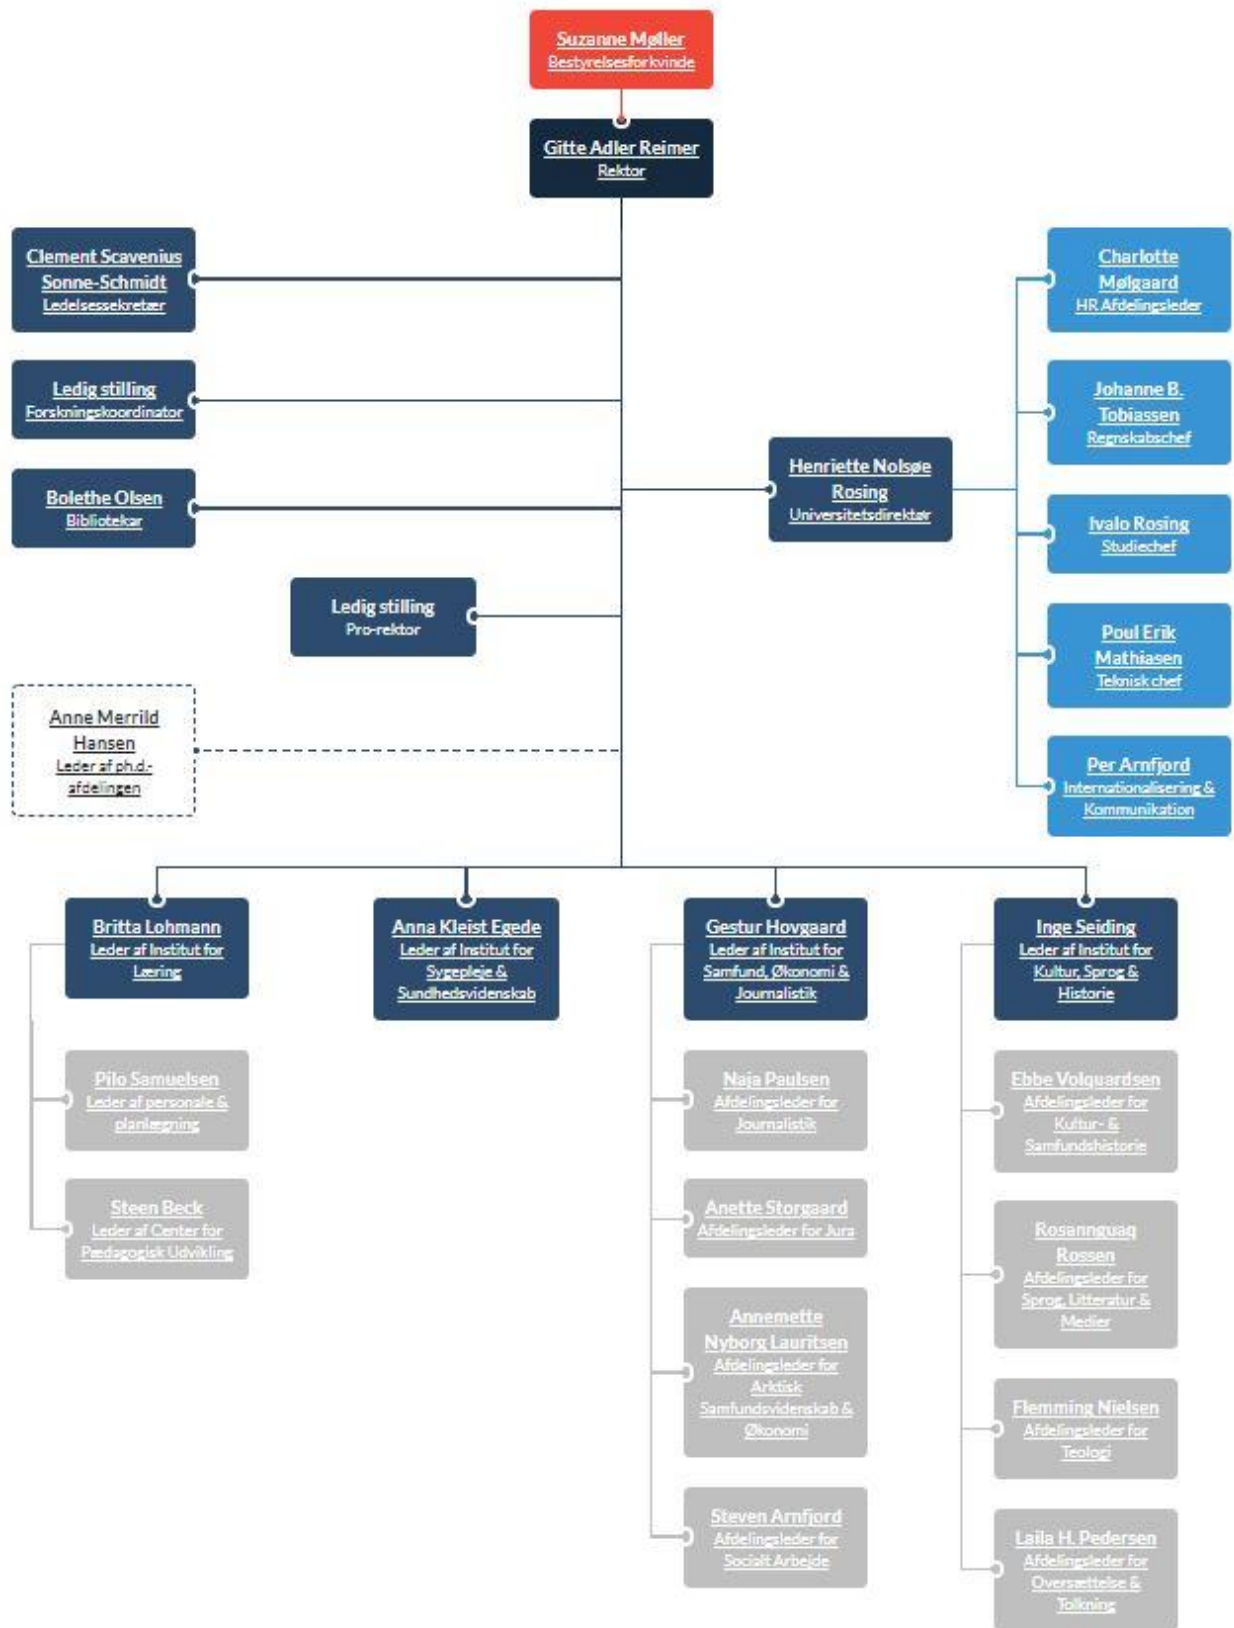 Suzanne Møller
Bestyrelsesforkvinde
Gitte Adler Reimer
Rektor
Clement Scavenius
Sonne-Schmidt
Ledelsessekretær
Ledig stilling
Forskningskoordinator
Bolethe Olsen
Bibliotekar
Ledig stilling
Pro-rektor
Anne Merrild
Hansen
Leder af ph.d.-
afdelingen
Henriette Nolsøe
Rosing
Universitetsdirektør
Charlotte
Mølgaard
HR Afdelingsleder
Johanne B.
Tobiassen
Regnskabschef
Ivalo Rosing
Studiechef
Poul Erik
Mathiasen
Teknisk chef
Per Arnfjord
Internationalisering &
Kommunikation
Britta Lohmann
Leder af Institut for
Læring
Pilo Samuelsen
Leder af personale &
planlægning
Steen Beck
Leder af Center for
Pædagogisk Udvikling
Anna Kleist Egede
Leder af Institut for
Sygepleje &
Sundhedsvidenskab
Gestur Hovgaard
Leder af Institut for
Samfund, Økonomi &
Journalistik
Naja Paulsen
Afdelingsleder for
Journalistik
Anette Storgaard
Afdelingsleder for Jura
Annemette
Nyborg Lauritsen
Afdelingsleder for
Arktisk
Samfundsvidenskab &
Økonomi
Steven Arnfjord
Afdelingsleder for
Socialt Arbejde
Inge Seiding
Leder af Institut for
Kultur, Sprog &
Historie
Ebbe Volquardsen
Afdelingsleder for
Kultur- &
Samfundshistorie
Rosannguaq
Rossen
Afdelingsleder for
Sprog, Litteratur &
Medier
Flemming Nielsen
Afdelingsleder for
Teologi
Laila H. Pedersen
Afdelingsleder for
Oversættelse &
Tolkning